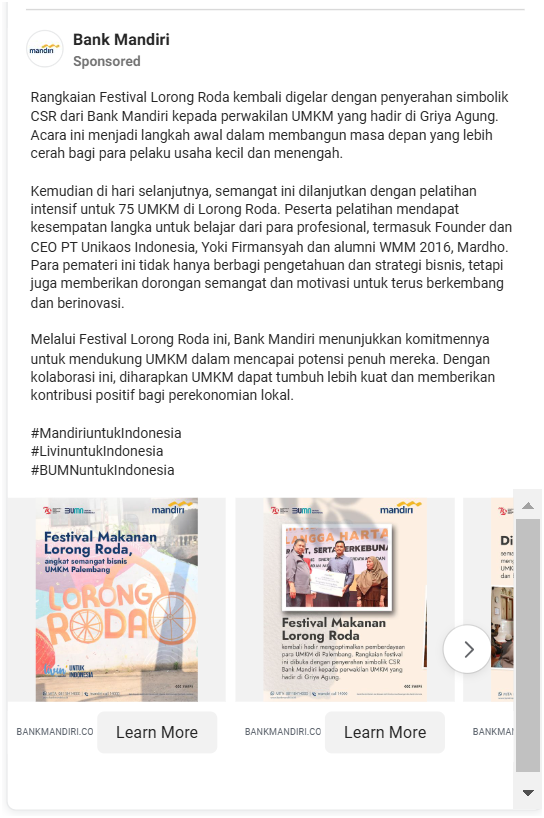 mandiri
Bank Mandiri
Sponsored
Rangkaian Festival Lorong Roda kembali digelar dengan penyerahan simbolik
CSR dari Bank Mandiri kepada perwakilan UMKM yang hadir di Griya Agung.
Acara ini menjadi langkah awal dalam membangun masa depan yang lebih
cerah bagi para pelaku usaha kecil dan menengah.
Kemudian di hari selanjutnya, semangat ini dilanjutkan dengan pelatihan
intensif untuk 75 UMKM di Lorong Roda. Peserta pelatihan mendapat
kesempatan langka untuk belajar dari para profesional, termasuk Founder dan
CEO PT Unikaos Indonesia, Yoki Firmansyah dan alumni WMM 2016, Mardho.
Para pemateri ini tidak hanya berbagi pengetahuan dan strategi bisnis, tetapi
juga memberikan dorongan semangat dan motivasi untuk terus berkembang
dan berinovasi.
Melalui Festival Lorong Roda ini, Bank Mandiri menunjukkan komitmennya
untuk mendukung UMKM dalam mencapai potensi penuh mereka. Dengan
kolaborasi ini, diharapkan UMKM dapat tumbuh lebih kuat dan memberikan
kontribusi positif bagi perekonomian lokal.
#MandiriuntukIndonesia
#LivinuntukIndonesia
#BUMNuntukIndonesia
BUMN mandiri
Festival Makanan
Lorong Roda,
angkat semangat bisnis
UMKM Palembang
LORONG
RODA
livin' UNTUK
INDONESIA
BUMN mandiri
LANGGA HARTA
SERTA PERKEBUNA
Festival Makanan
Lorong Roda
kembali hadir mengoptimalkan pemberdayaan
para UMKM di Palembang. Rangkaian festival
ini dibuka dengan penyerahan simbolik CSR
Bank Mandiri kepada perwakilan UMKM yang
hadir di Griya Agung.
Di
BANKMANDIRI.CO
Learn More
BANKMANDIRI.CO
Learn More
BANKMAN